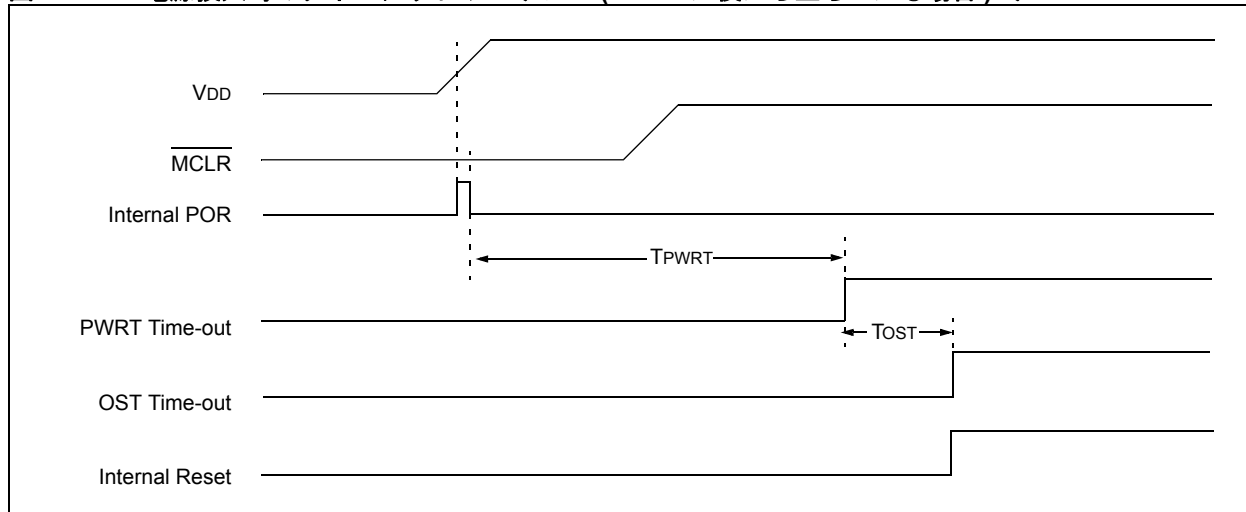 VDD
MCLR
Internal POR
TPWRT
PWRT Time-out
TOST
OST Time-out
Internal Reset